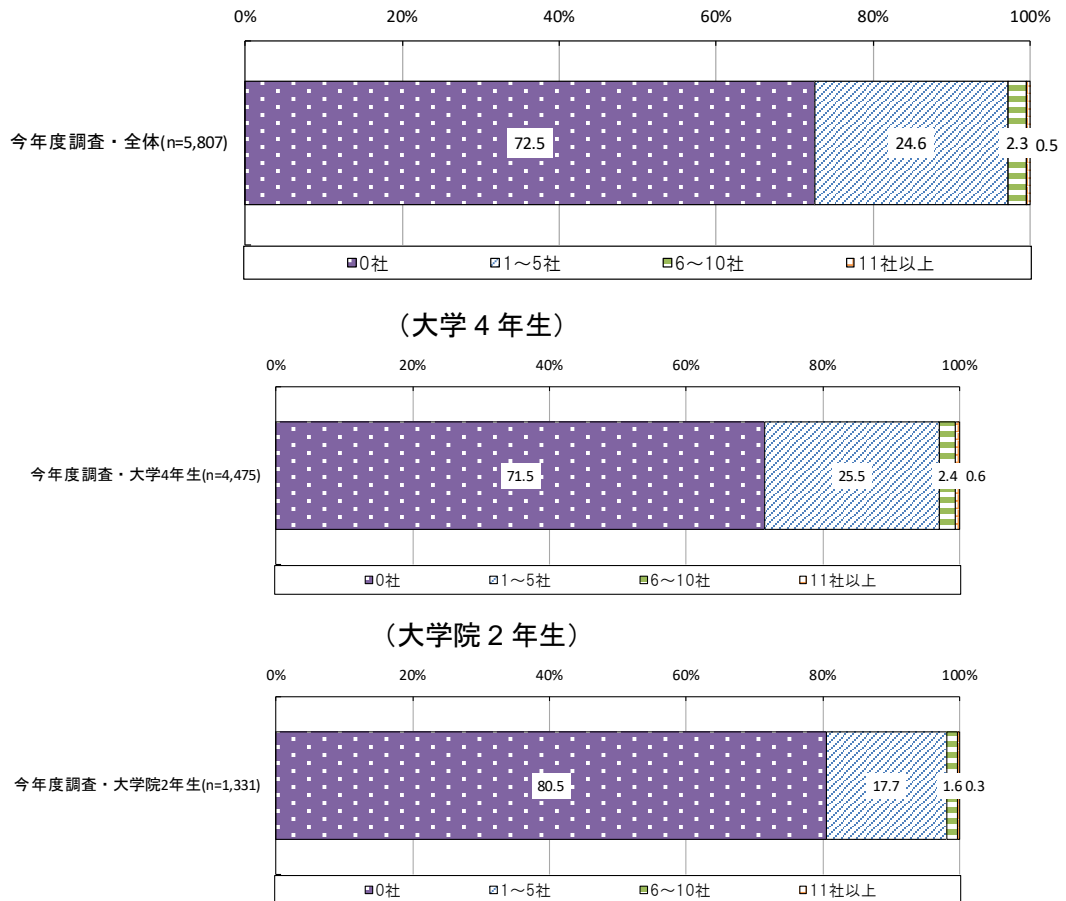 0% 20% 40% 60% 80% 100%
今年度調査・全体(n=5,807) 72.5 24.6 2.3 0.5
0社 1～5社 6～10社 11社以上
（大学 4 年生）
0% 20% 40% 60% 80% 100%
今年度調査・大学4年生(n=4,475) 71.5 25.5 2.4 0.6
0社 1～5社 6～10社 11社以上
（大学院 2 年生）
0% 20% 40% 60% 80% 100%
今年度調査・大学院2年生(n=1,331) 80.5 17.7 1.6 0.3
0社 1～5社 6～10社 11社以上